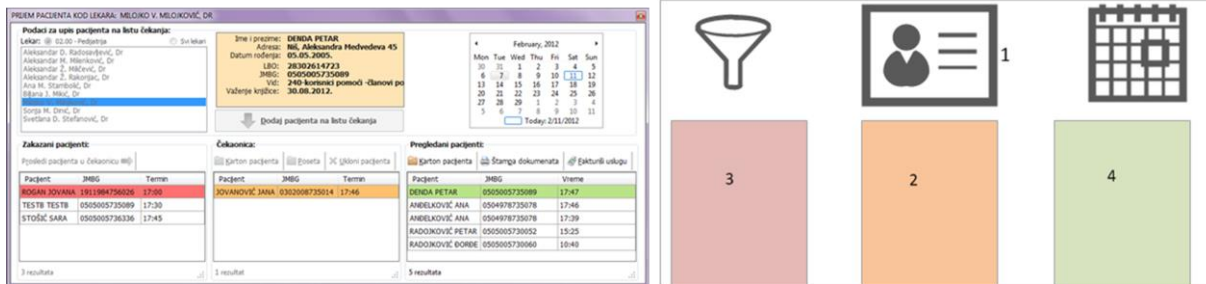 PRIJEM PACIJENTA KOD LEKARA: MILOJKO V. MILOJKOVIĆ, DR
Podaci za upis pacijenta na listu čekanja:
Lekar: 02.00 - Pedijatrija Svi lekari
Aleksandar D. Radosavljević, Dr
Aleksandar M. Milenković, Dr
Aleksandar Ž. Mikčević, Dr
Aleksandar Ž. Rakonjac, Dr
Ana M. Stambolić, Dr
Biljana J. Mikić, Dr
Sonja M. Dinić, Dr
Svetlana D. Stefanović, Dr
Ime i prezime: DENDA PETAR
Adresa: Niš, Aleksandra Medvedeva 45
Datum rođenja: 05.05.2005.
LBO: 28302614723
JMBG: 0505005735089
Vid: 240-korisnici pomoći -članovi po
Važenje knjižice: 30.08.2012.
Dodaj pacijenta na listu čekanja
February, 2012
Mon Tue Wed Thu Fri Sat Sun
30 31 1 2 3 4 5
6 7 8 9 10 11 12
13 14 15 16 17 18 19
20 21 22 23 24 25 26
27 28 29 1 2 3 4
5 6 7 8 9 10 11
Today: 2/11/2012
Zakazani pacijenti:
Prosledi pacijenta u čekaonicu
Pacijent JMBG Termin
ROGAN JOVANA 1911984756026 17:00
TESTB TESTB 0505005735089 17:30
STOŠIĆ SARA 0505005736336 17:45
3 rezultata
Čekaonica:
Karton pacijenta Poseta Ukloni pacijenta
Pacijent JMBG Termin
JOVANOVIĆ JANA 0302008735014 17:46
1 rezultat
Pregledani pacijenti:
Karton pacijenta Štampa dokumenata Fakturiši uslugu
Pacijent JMBG Vreme
DENDA PETAR 0505005735089 17:47
ANĐELKOVIĆ ANA 0504978735078 17:46
ANĐELKOVIĆ ANA 0504978735078 17:39
RADOJKOVIĆ PETAR 0505005730052 15:25
RADOJKOVIĆ ĐORĐE 0505005730060 10:40
5 rezultata
1
3
2
4